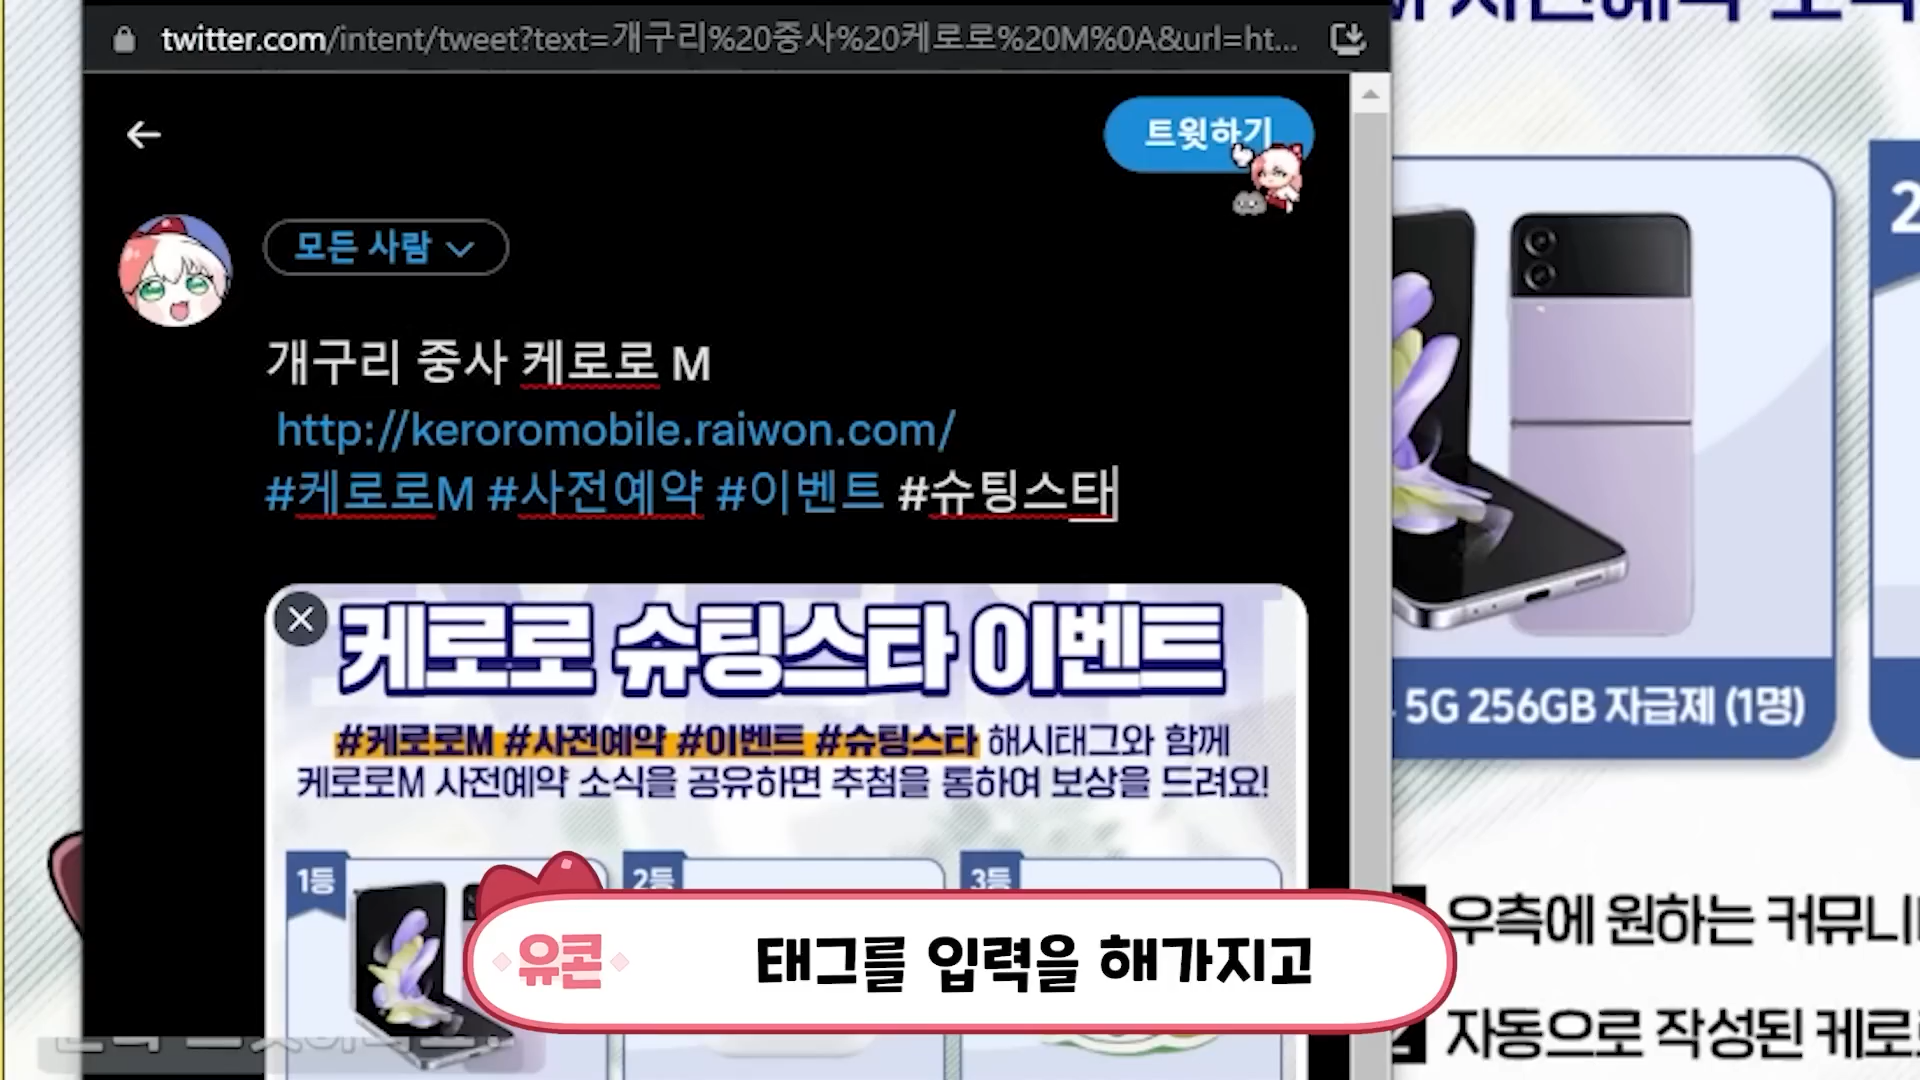 twitter.com/intent/tweet?text=개구리%20중사%20케로로%20M%0A&url=ht...
트윗하기
모든 사람
개구리 중사 케로로 M
http://keroromobile.raiwon.com/
#케로로M #사전예약 #이벤트 #슈팅스타
케로로 슈팅스타 이벤트
#케로로M #사전예약 #이벤트 #슈팅스타 해시태그와 함께
케로로M 사전예약 소식을 공유하면 추첨을 통하여 보상을 드려요!
1등
2등
3등
5G 256GB 자급제 (1명)
2
우측에 원하는 커뮤니
자동으로 작성된 케로
유콘 태그를 입력을 해가지고